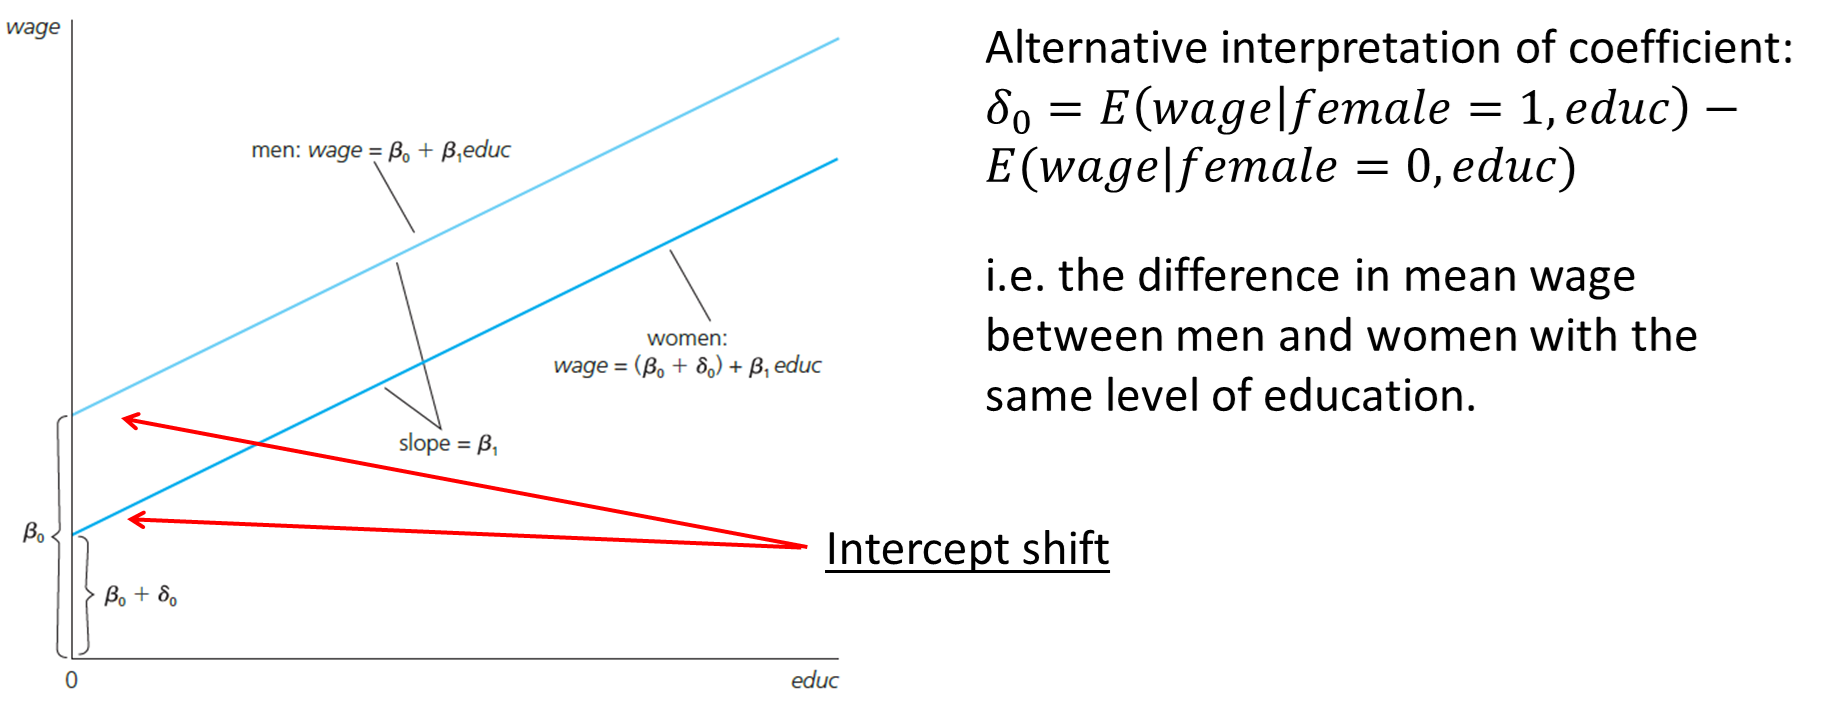 wage
men: wage = β₀ + β₁educ
women:
wage = (β₀ + δ₀) + β₁ educ
slope = β₁
β₀
β₀ + δ₀
0
educ
Alternative interpretation of coefficient:
δ₀ = E(wage|female = 1, educ) −
E(wage|female = 0, educ)
i.e. the difference in mean wage
between men and women with the
same level of education.
Intercept shift